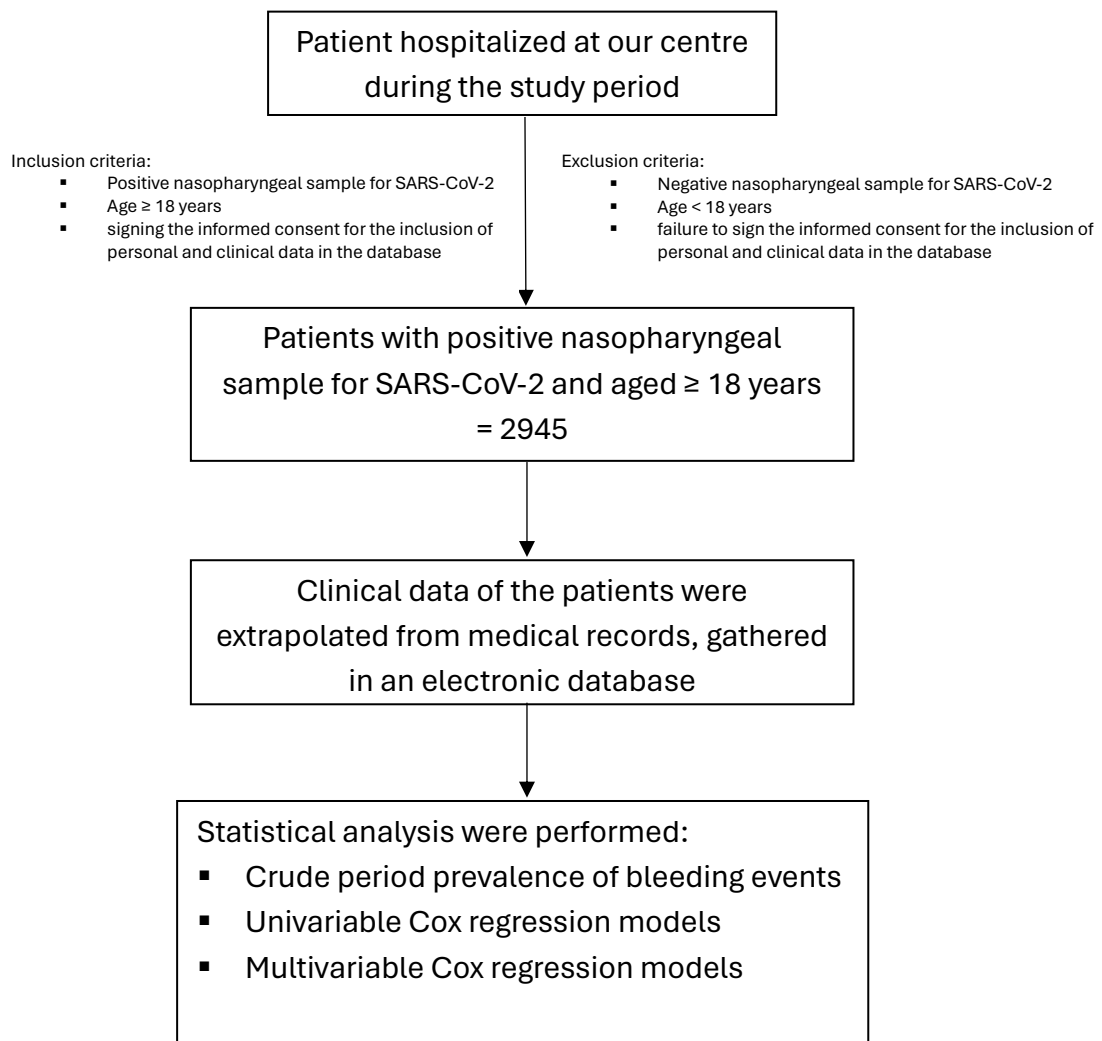 Patient hospitalized at our centre
during the study period
Inclusion criteria:
▪ Positive nasopharyngeal sample for SARS-CoV-2
▪ Age ≥ 18 years
▪ signing the informed consent for the inclusion of
personal and clinical data in the database
Exclusion criteria:
▪ Negative nasopharyngeal sample for SARS-CoV-2
▪ Age < 18 years
▪ failure to sign the informed consent for the inclusion of
personal and clinical data in the database
Patients with positive nasopharyngeal
sample for SARS-CoV-2 and aged ≥ 18 years
= 2945
Clinical data of the patients were
extrapolated from medical records, gathered
in an electronic database
Statistical analysis were performed:
▪ Crude period prevalence of bleeding events
▪ Univariable Cox regression models
▪ Multivariable Cox regression models